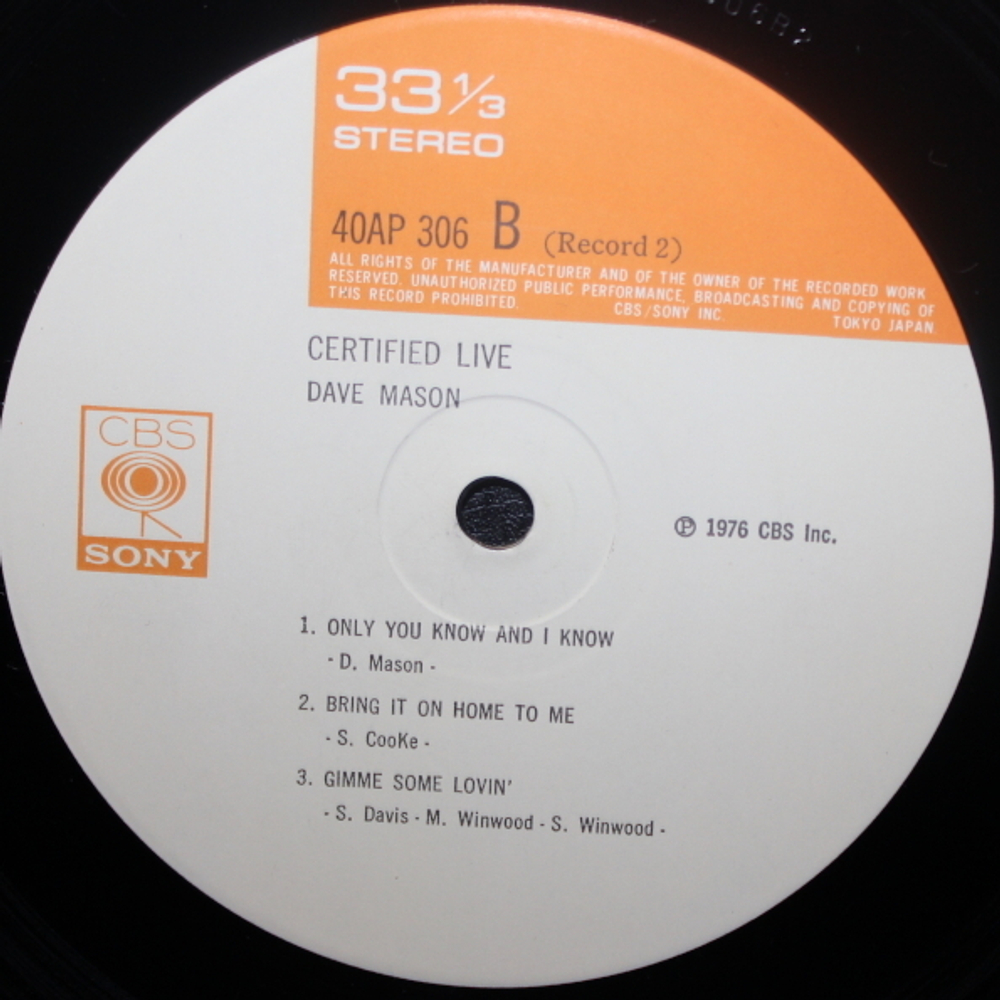 33 1/3
STEREO
40AP 306 B (Record 2)
ALL RIGHTS OF THE MANUFACTURER AND OF THE OWNER OF THE RECORDED WORK
RESERVED. UNAUTHORIZED PUBLIC PERFORMANCE, BROADCASTING AND COPYING OF
THIS RECORD PROHIBITED. CBS/SONY INC. TOKYO JAPAN.
CERTIFIED LIVE
DAVE MASON
CBS
SONY
℗ 1976 CBS Inc.
1. ONLY YOU KNOW AND I KNOW
- D. Mason -
2. BRING IT ON HOME TO ME
- S. CooKe -
3. GIMME SOME LOVIN'
- S. Davis - M. Winwood - S. Winwood -